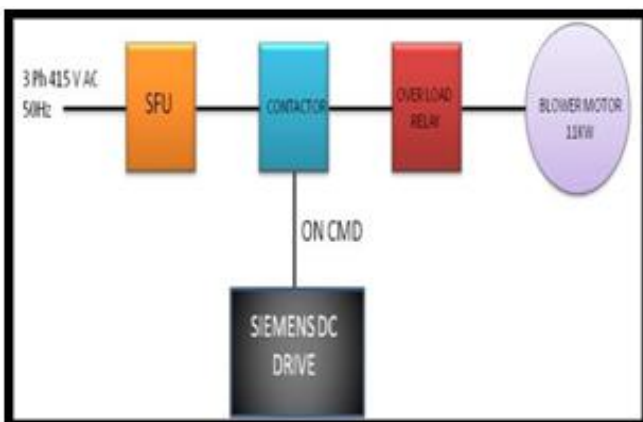 3 Ph 415 V AC
50Hz
SFU
CONTACTOR
OVER LOAD
RELAY
BLOWER MOTOR
11KW
ON CMD
SIEMENS DC
DRIVE